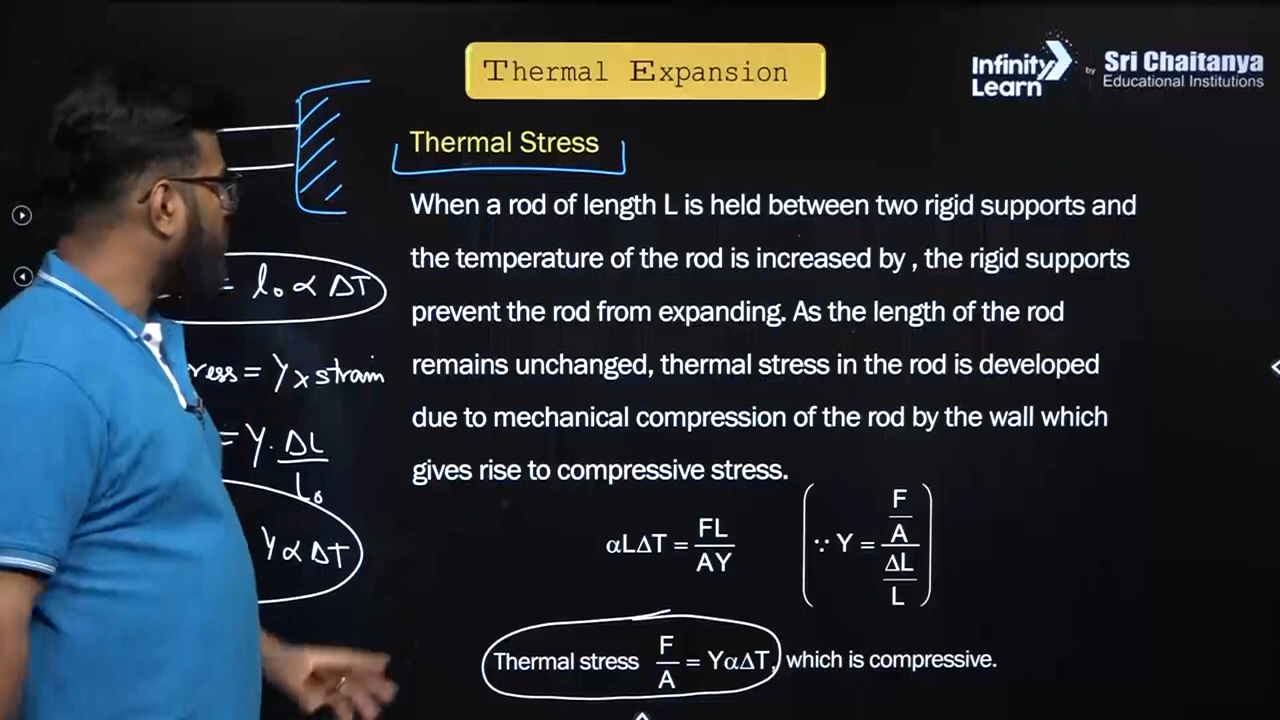 Thermal Expansion
Infinity Learn by Sri Chaitanya Educational Institutions
Thermal Stress
When a rod of length L is held between two rigid supports and
the temperature of the rod is increased by , the rigid supports
prevent the rod from expanding. As the length of the rod
remains unchanged, thermal stress in the rod is developed
due to mechanical compression of the rod by the wall which
gives rise to compressive stress.
αLΔT = FL/AY (∵ Y = (F/A)/(ΔL/L))
Thermal stress F/A = YαΔT, which is compressive.
= l₀ α ΔT
= Y x strain
= Y · ΔL/L₀
Y α ΔT